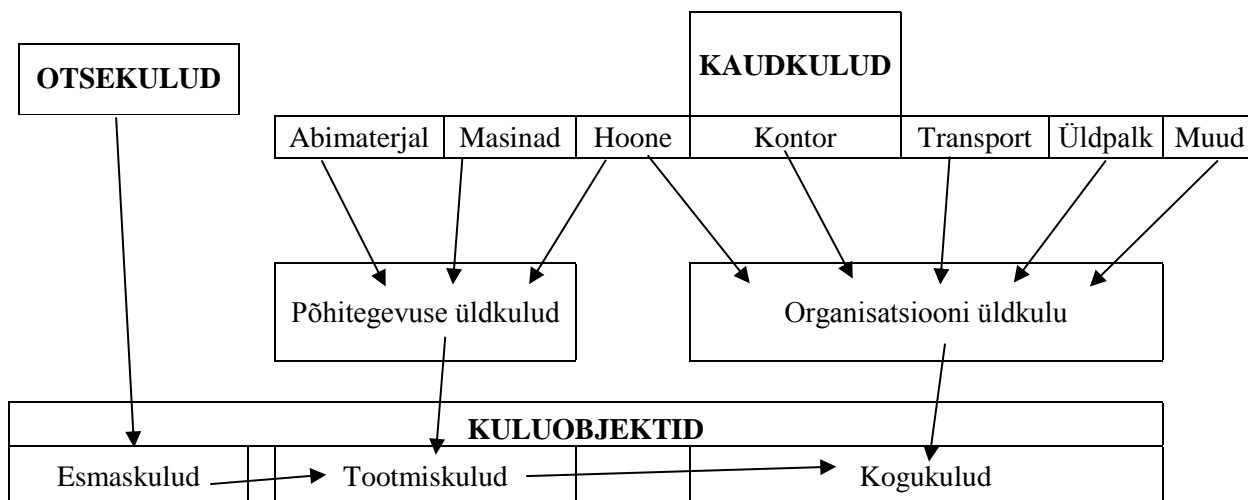 OTSEKULUD
KAUDKULUD
Abimaterjal Masinad Hoone Kontor Transport Üldpalk Muud
Põhitegevuse üldkulud Organisatsiooni üldkulu
KULUOBJEKTID
Esmaskulud Tootmiskulud Kogukulud